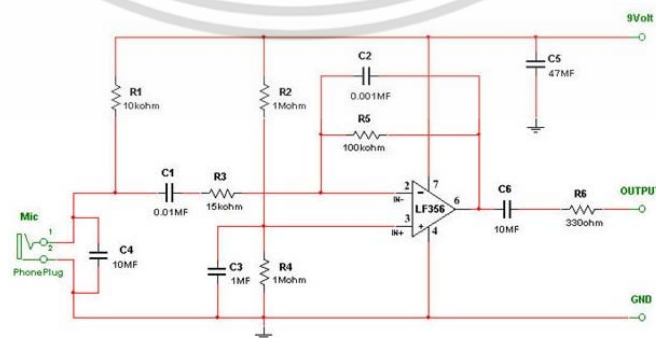 9Volt
C2
C5
R1
R2
47MF
10kohm
1Mohm
0.001MF
R5
100kohm
C1
R3
2
7
6
C6
R6
OUTPUT
IN-
LF356
0.01MF
15kohm
3
10MF
330ohm
Mic
IN+
4
1
2
C4
10MF
C3
R4
PhonePlug
1MF
1Mohm
GND